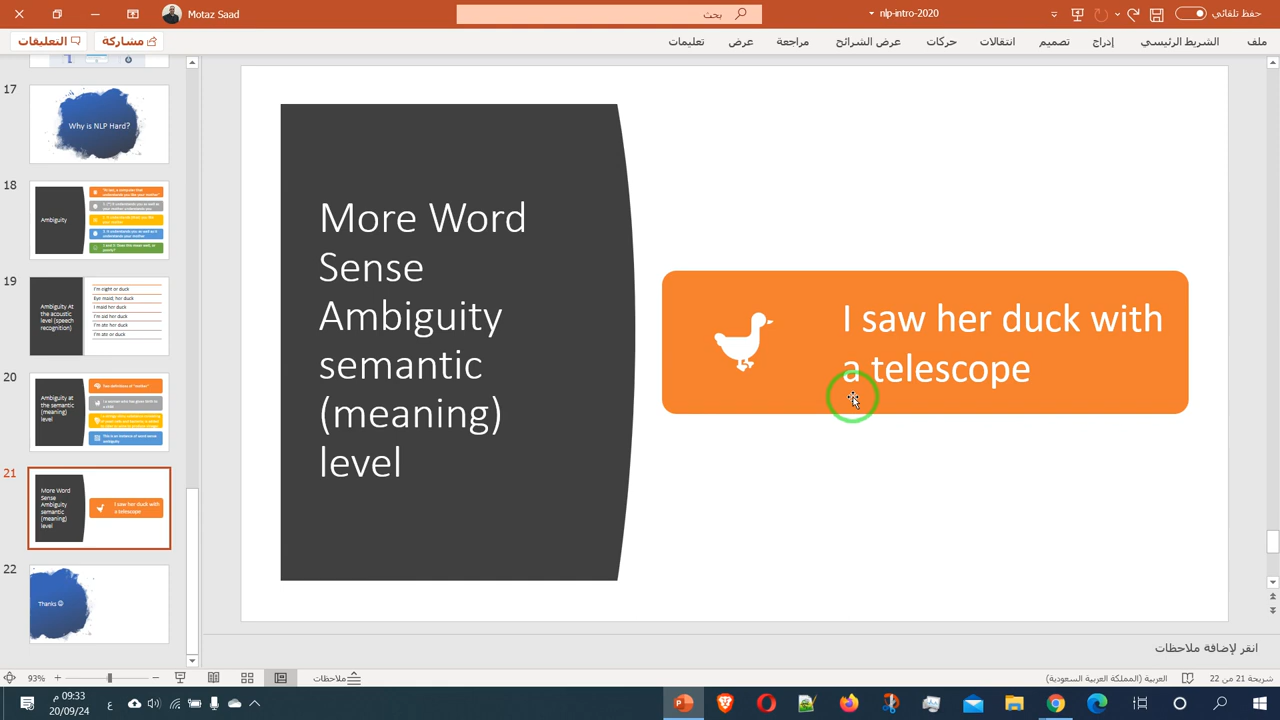 Motaz Saad
بحث
nlp-intro-2020
حفظ تلقائي
ملف
الشريط الرئيسي
إدراج
تصميم
انتقالات
حركات
عرض الشرائح
مراجعة
عرض
تعليمات
مشاركة
التعليقات
17
Why is NLP Hard?
18
Ambiguity
19
Ambiguity At
the acoustic
level (speech
recognition)
I'm eight or duck
Eye maid; her duck
I maid her duck
I'm aid her duck
I'm ate her duck
I'm ate or duck
20
Ambiguity at
the semantic
(meaning)
level
21
More Word
Sense
Ambiguity
semantic
(meaning)
level
I saw her duck with
a telescope
22
Thanks ☺
More Word
Sense
Ambiguity
semantic
(meaning)
level
I saw her duck with
a telescope
انقر لإضافة ملاحظات
شريحة 21 من 22
العربية (المملكة العربية السعودية)
ملاحظات
93%
09:33 م
20/09/24
ع